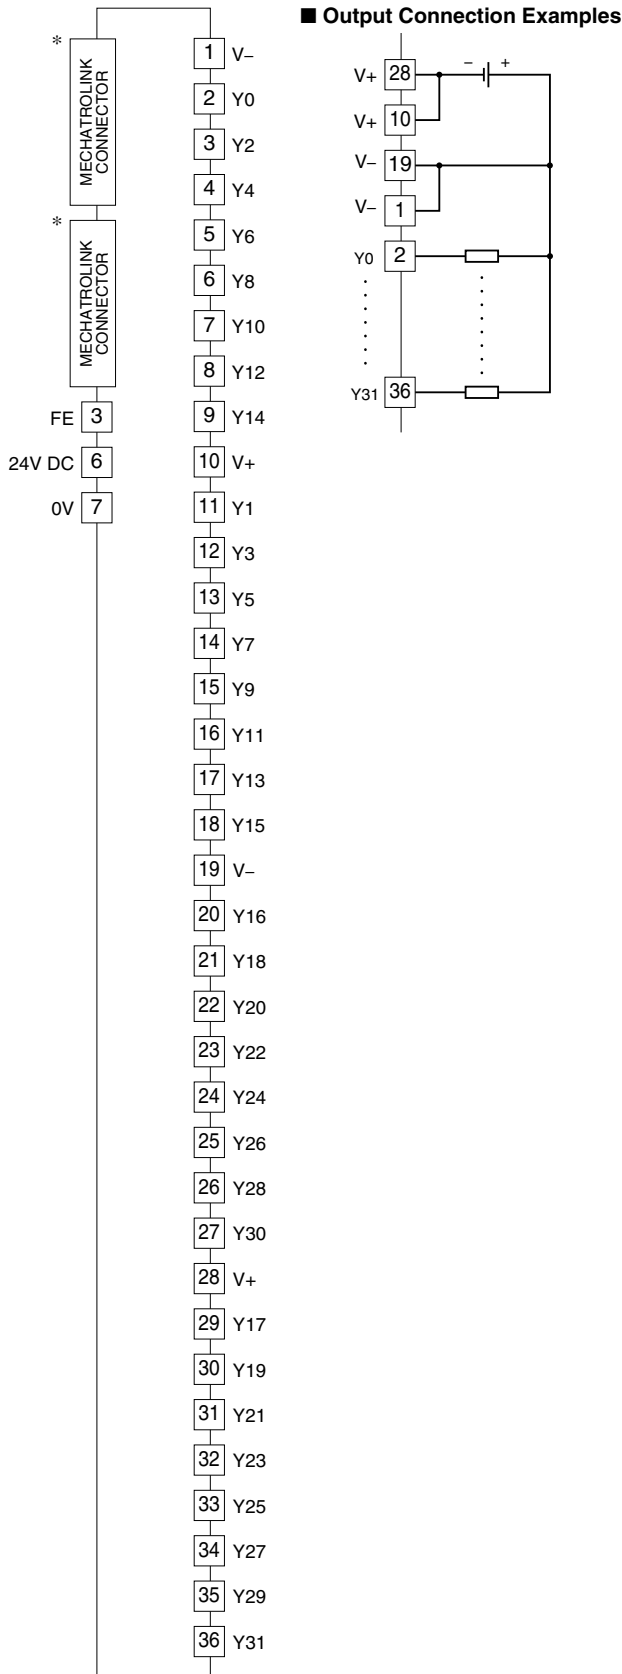 ■ Output Connection Examples
*
MECHATROLINK
CONNECTOR
*
MECHATROLINK
CONNECTOR
FE 3
24V DC 6
0V 7
1 V–
2 Y0
3 Y2
4 Y4
5 Y6
6 Y8
7 Y10
8 Y12
9 Y14
10 V+
11 Y1
12 Y3
13 Y5
14 Y7
15 Y9
16 Y11
17 Y13
18 Y15
19 V–
20 Y16
21 Y18
22 Y20
23 Y22
24 Y24
25 Y26
26 Y28
27 Y30
28 V+
29 Y17
30 Y19
31 Y21
32 Y23
33 Y25
34 Y27
35 Y29
36 Y31
V+ 28 – +
V+ 10
V– 19
V– 1
Y0 2
Y31 36